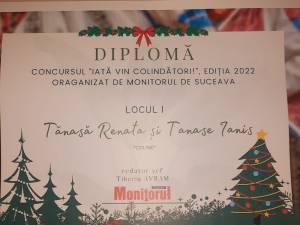 DIPLOMĂ
CONCURSUL "IATĂ VIN COLINDĂTORI!", EDIȚIA 2022
ORAGANIZAT DE MONITORUL DE SUCEAVA
LOCUL I
Tănasă Renata și Tanase Ianis
redactor șef
Tiberiu AVRAM
Monitorul